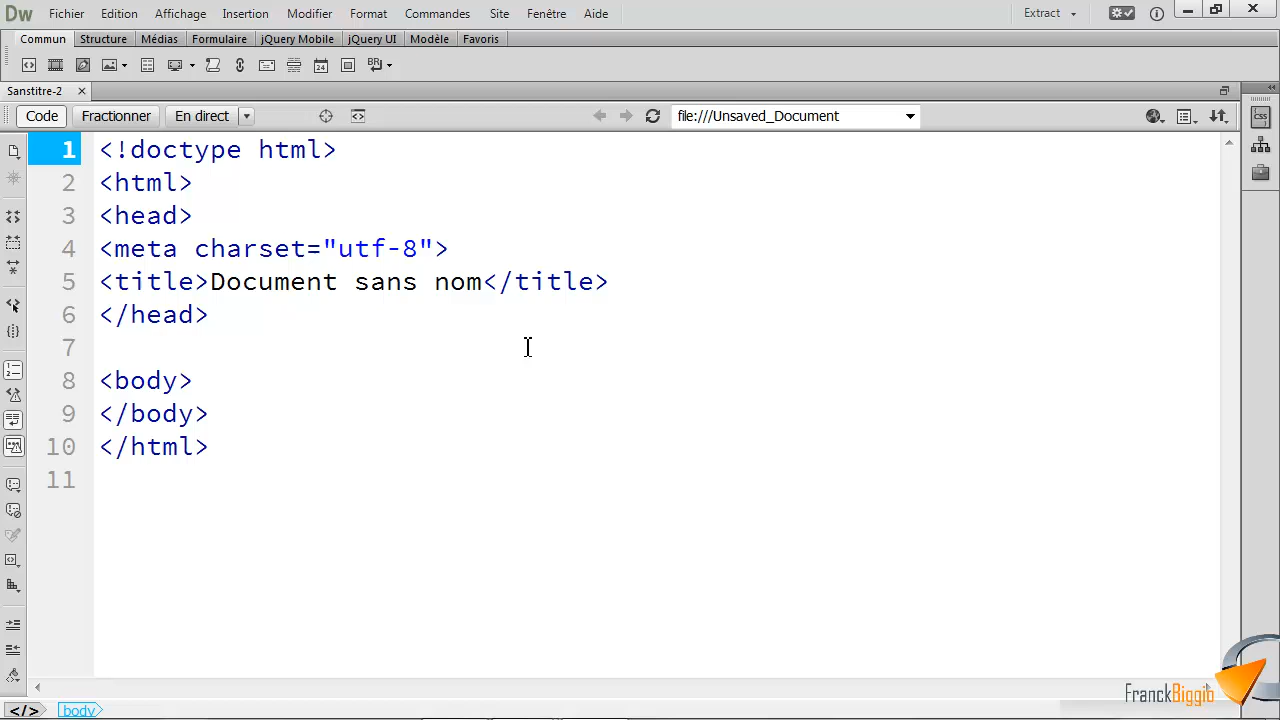 Dw Fichier Edition Affichage Insertion Modifier Format Commandes Site Fenêtre Aide Extract
Commun Structure Médias Formulaire jQuery Mobile jQuery UI Modèle Favoris
Sanstitre-2
Code Fractionner En direct file:///Unsaved_Document
1 <!doctype html>
2 <html>
3 <head>
4 <meta charset="utf-8">
5 <title>Document sans nom</title>
6 </head>
7
8 <body>
9 </body>
10 </html>
11
FranckBiggio
</> body